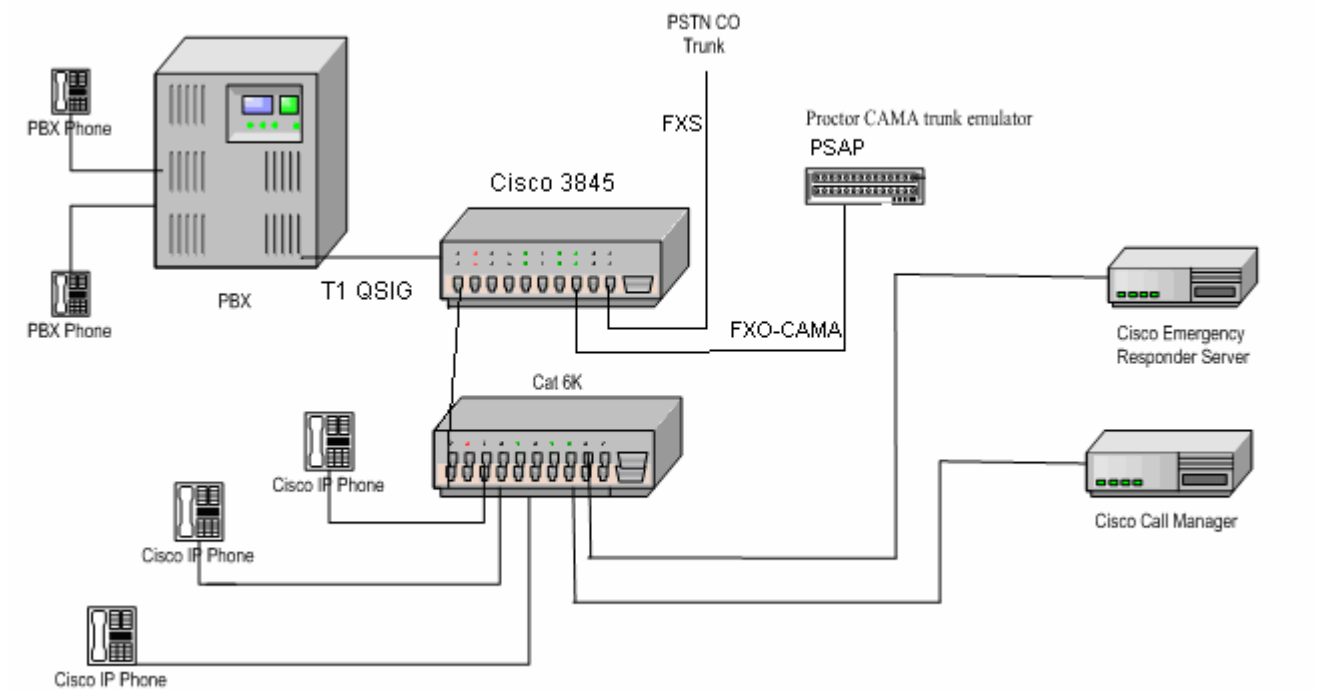 PSTN CO
Trunk
PBX Phone
FXS
Proctor CAMA trunk emulator
PSAP
Cisco 3845
PBX Phone
PBX
T1 QSIG
FXO-CAMA
Cisco Emergency
Responder Server
Cat 6K
Cisco IP Phone
Cisco Call Manager
Cisco IP Phone
Cisco IP Phone